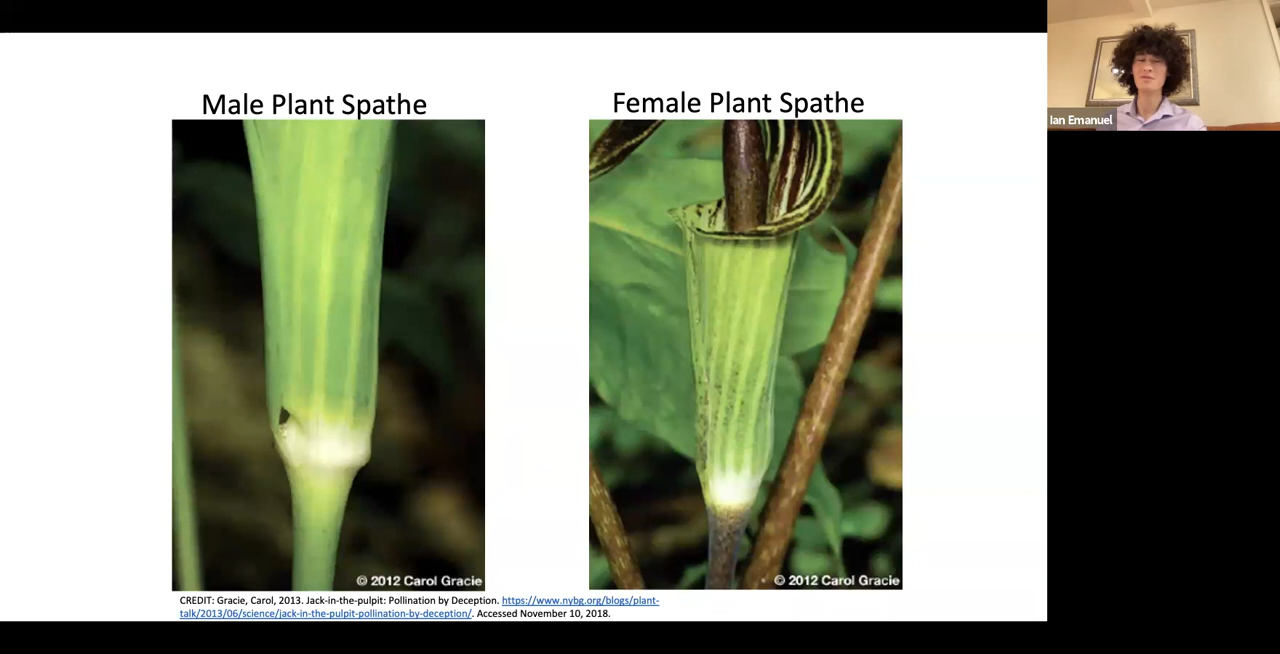 Male Plant Spathe
Female Plant Spathe
Ian Emanuel
© 2012 Carol Gracie
© 2012 Carol Gracie
CREDIT: Gracie, Carol, 2013. Jack-in-the-pulpit: Pollination by Deception. https://www.nybg.org/blogs/plant-
talk/2013/06/science/jack-in-the-pulpit-pollination-by-deception/. Accessed November 10, 2018.